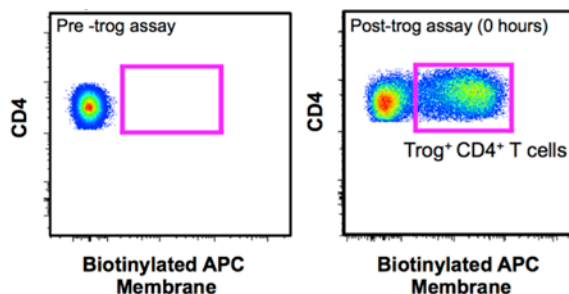 Pre -trog assay
CD4
Biotinylated APC
Membrane
Post-trog assay (0 hours)
CD4
Trog⁺ CD4⁺ T cells
Biotinylated APC
Membrane